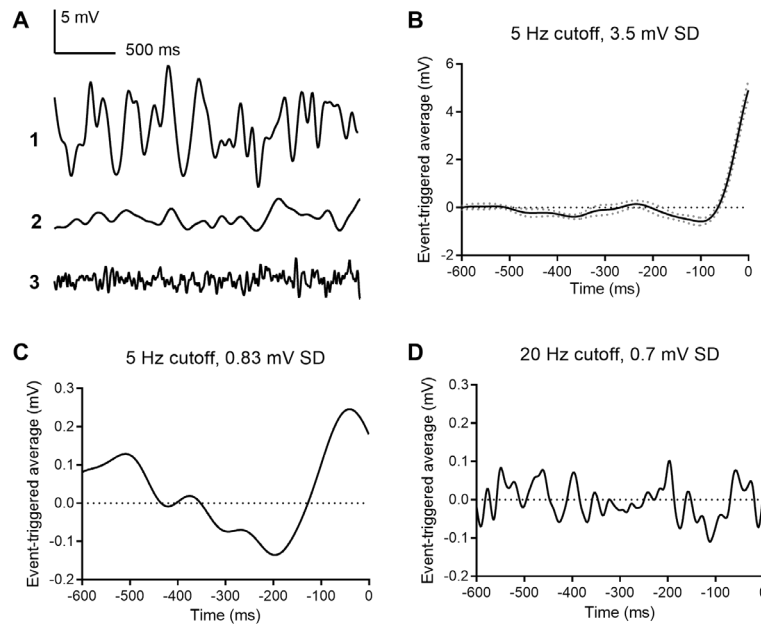 A
5 mV
500 ms
1
2
3
B
5 Hz cutoff, 3.5 mV SD
Event-triggered average (mV)
6
4
2
0
-2
-600 -500 -400 -300 -200 -100 0
Time (ms)
C
5 Hz cutoff, 0.83 mV SD
Event-triggered average (mV)
0.3
0.2
0.1
0.0
-0.1
-0.2
-600 -500 -400 -300 -200 -100 0
Time (ms)
D
20 Hz cutoff, 0.7 mV SD
Event-triggered average (mV)
0.3
0.2
0.1
0.0
-0.1
-0.2
-600 -500 -400 -300 -200 -100 0
Time (ms)